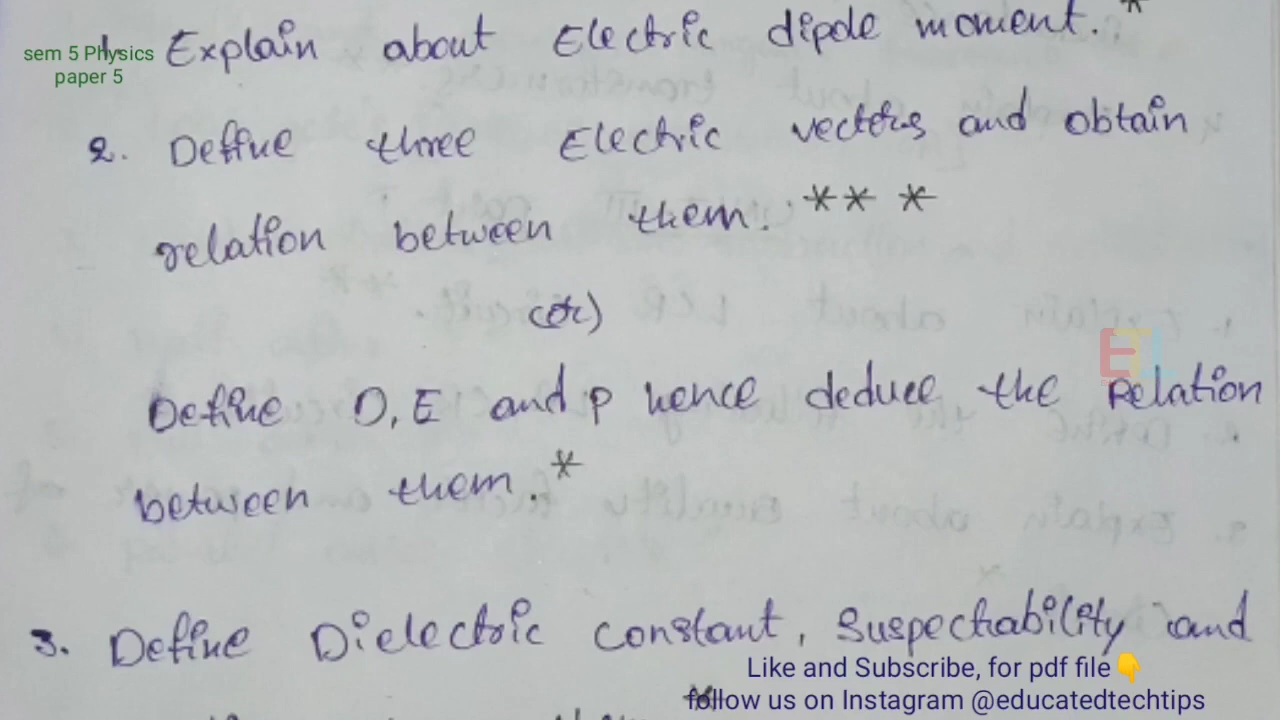 sem 5 Physics
paper 5
1. Explain about Electric dipole moment. *
2. Define three Electric vectors and obtain
relation between them. ** *
(or)
Define D, E and p hence deduce the Relation
between them. *
3. Define Dielectric constant, Suspechability and
ETL
Like and Subscribe, for pdf file👇
follow us on Instagram @educatedtechtips